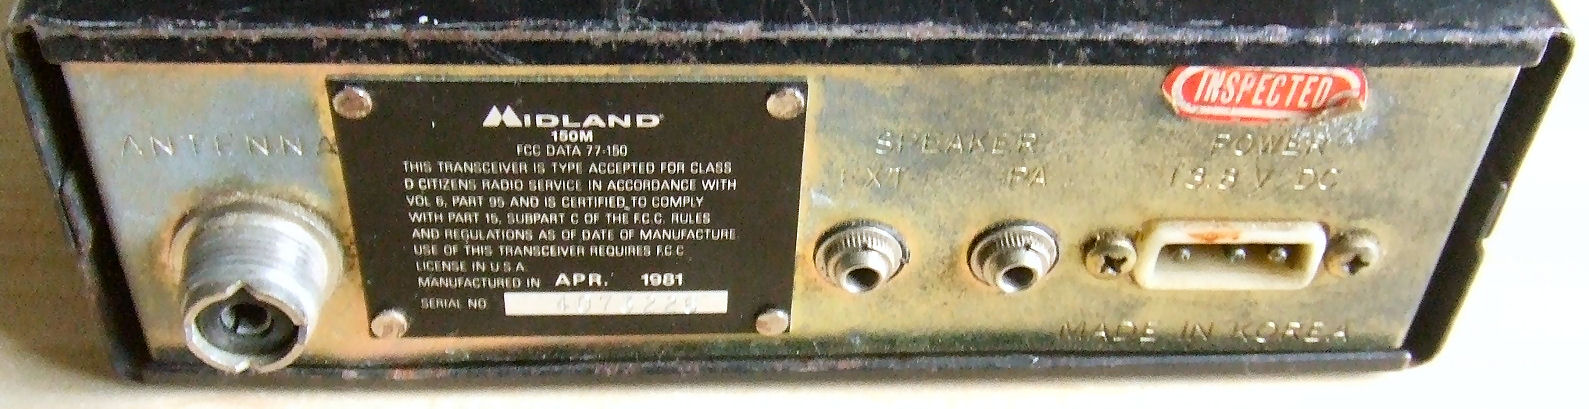 INSPECTED
ANTENNA
MIDLAND
150M
FCC DATA 77-150
THIS TRANSCEIVER IS TYPE ACCEPTED FOR CLASS
D CITIZENS RADIO SERVICE IN ACCORDANCE WITH
VOL 6, PART 95 AND IS CERTIFIED TO COMPLY
WITH PART 15, SUBPART C OF THE F.C.C. RULES
AND REGULATIONS AS OF DATE OF MANUFACTURE
USE OF THIS TRANSCEIVER REQUIRES F.C.C
LICENSE IN U.S.A.
MANUFACTURED IN APR. 1981
SERIAL NO
SPEAKER
EXT PA
POWER
13.8 V DC
MADE IN KOREA